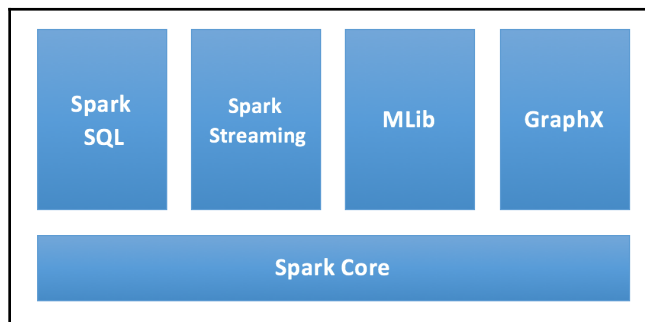 Spark
SQL
Spark
Streaming
MLib
GraphX
Spark Core